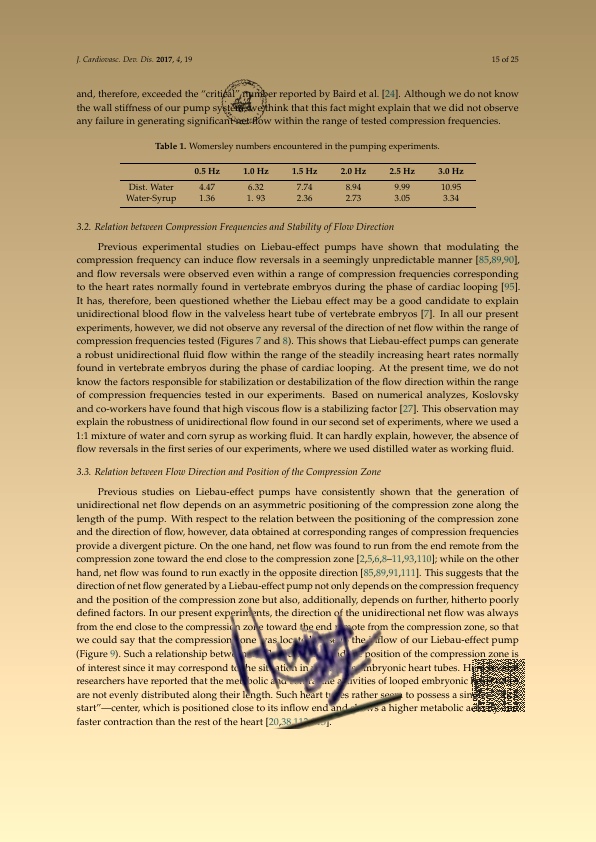 J. Cardiovasc. Dev. Dis. 2017, 4, 19 15 of 25
and, therefore, exceeded the “critical” number reported by Baird et al. [24]. Although we do not know
the wall stiffness of our pump system, we think that this fact might explain that we did not observe
any failure in generating significant net flow within the range of tested compression frequencies.
Table 1. Womersley numbers encountered in the pumping experiments.
0.5 Hz 1.0 Hz 1.5 Hz 2.0 Hz 2.5 Hz 3.0 Hz
Dist. Water 4.47 6.32 7.74 8.94 9.99 10.95
Water-Syrup 1.36 1. 93 2.36 2.73 3.05 3.34
3.2. Relation between Compression Frequencies and Stability of Flow Direction
Previous experimental studies on Liebau-effect pumps have shown that modulating the
compression frequency can induce flow reversals in a seemingly unpredictable manner [85,89,90],
and flow reversals were observed even within a range of compression frequencies corresponding
to the heart rates normally found in vertebrate embryos during the phase of cardiac looping [95].
It has, therefore, been questioned whether the Liebau effect may be a good candidate to explain
unidirectional blood flow in the valveless heart tube of vertebrate embryos [7]. In all our present
experiments, however, we did not observe any reversal of the direction of net flow within the range of
compression frequencies tested (Figures 7 and 8). This shows that Liebau-effect pumps can generate
a robust unidirectional fluid flow within the range of the steadily increasing heart rates normally
found in vertebrate embryos during the phase of cardiac looping. At the present time, we do not
know the factors responsible for stabilization or destabilization of the flow direction within the range
of compression frequencies tested in our experiments. Based on numerical analyzes, Koslovsky
and co-workers have found that high viscous flow is a stabilizing factor [27]. This observation may
explain the robustness of unidirectional flow found in our second set of experiments, where we used a
1:1 mixture of water and corn syrup as working fluid. It can hardly explain, however, the absence of
flow reversals in the first series of our experiments, where we used distilled water as working fluid.
3.3. Relation between Flow Direction and Position of the Compression Zone
Previous studies on Liebau-effect pumps have consistently shown that the generation of
unidirectional net flow depends on an asymmetric positioning of the compression zone along the
length of the pump. With respect to the relation between the positioning of the compression zone
and the direction of flow, however, data obtained at corresponding ranges of compression frequencies
provide a divergent picture. On the one hand, net flow was found to run from the end remote from the
compression zone toward the end close to the compression zone [2,5,6,8–11,93,110]; while on the other
hand, net flow was found to run exactly in the opposite direction [85,89,91,111]. This suggests that the
direction of net flow generated by a Liebau-effect pump not only depends on the compression frequency
and the position of the compression zone but also, additionally, depends on further, hitherto poorly
defined factors. In our present experiments, the direction of the unidirectional net flow was always
from the end close to the compression zone toward the end remote from the compression zone, so that
we could say that the compression zone was the inflow of our Liebau-effect pump
(Figure 9). Such a relationship between position of the compression zone is
of interest since it may correspond to the situation in embryonic heart tubes.
researchers have reported that the metabolic and activities of looped embryonic
are not evenly distributed along their length. Such heart tubes rather seem to possess a
start”—center, which is positioned close to its inflow end and a higher metabolic
faster contraction than the rest of the heart [20,38,